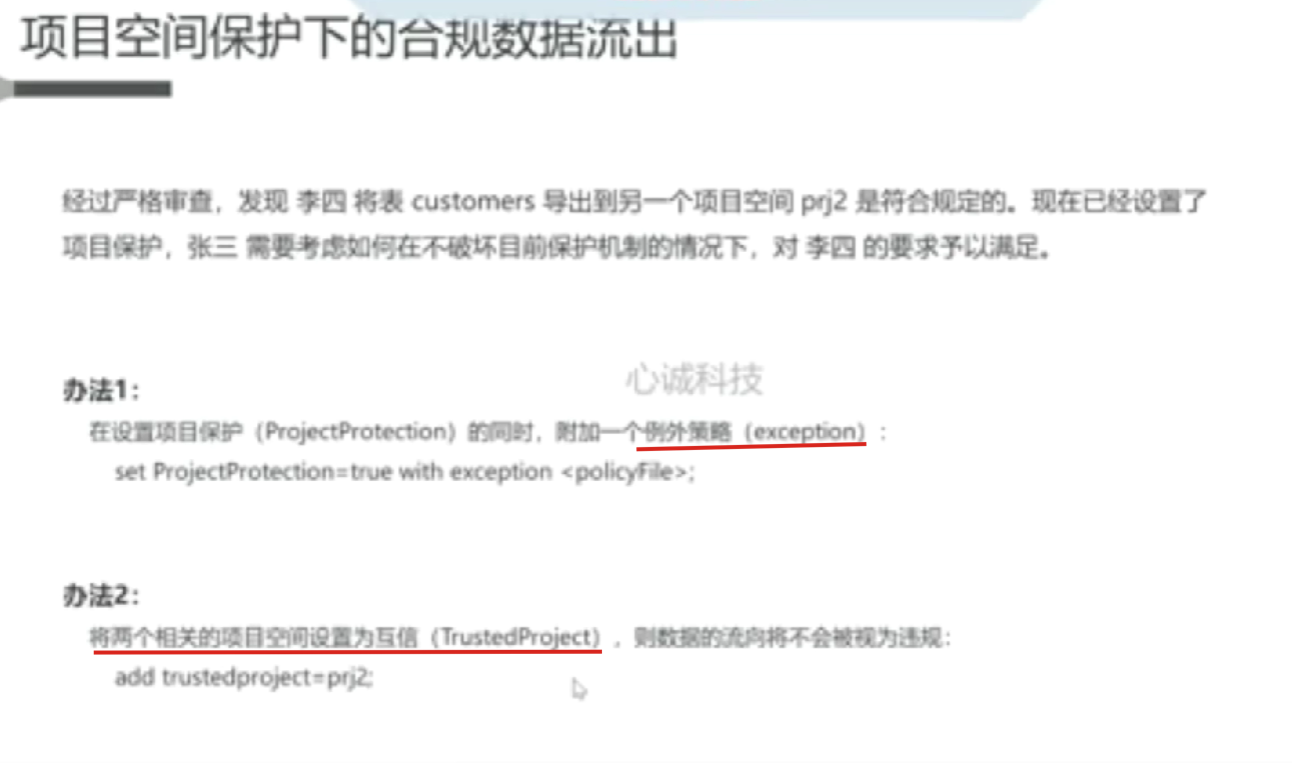 项目空间保护下的合规数据流出
经过严格审查，发现 李四 将表 customers 导出到另一个项目空间 prj2 是符合规定的。现在已经设置了
项目保护，张三 需要考虑如何在不破坏目前保护机制的情况下，对 李四 的要求予以满足。
心诚科技
办法1：
在设置项目保护（ProjectProtection）的同时，附加一个例外策略（exception）：
set ProjectProtection=true with exception <policyFile>;
办法2：
将两个相关的项目空间设置为互信（TrustedProject），则数据的流向将不会被视为违规：
add trustedproject=prj2;